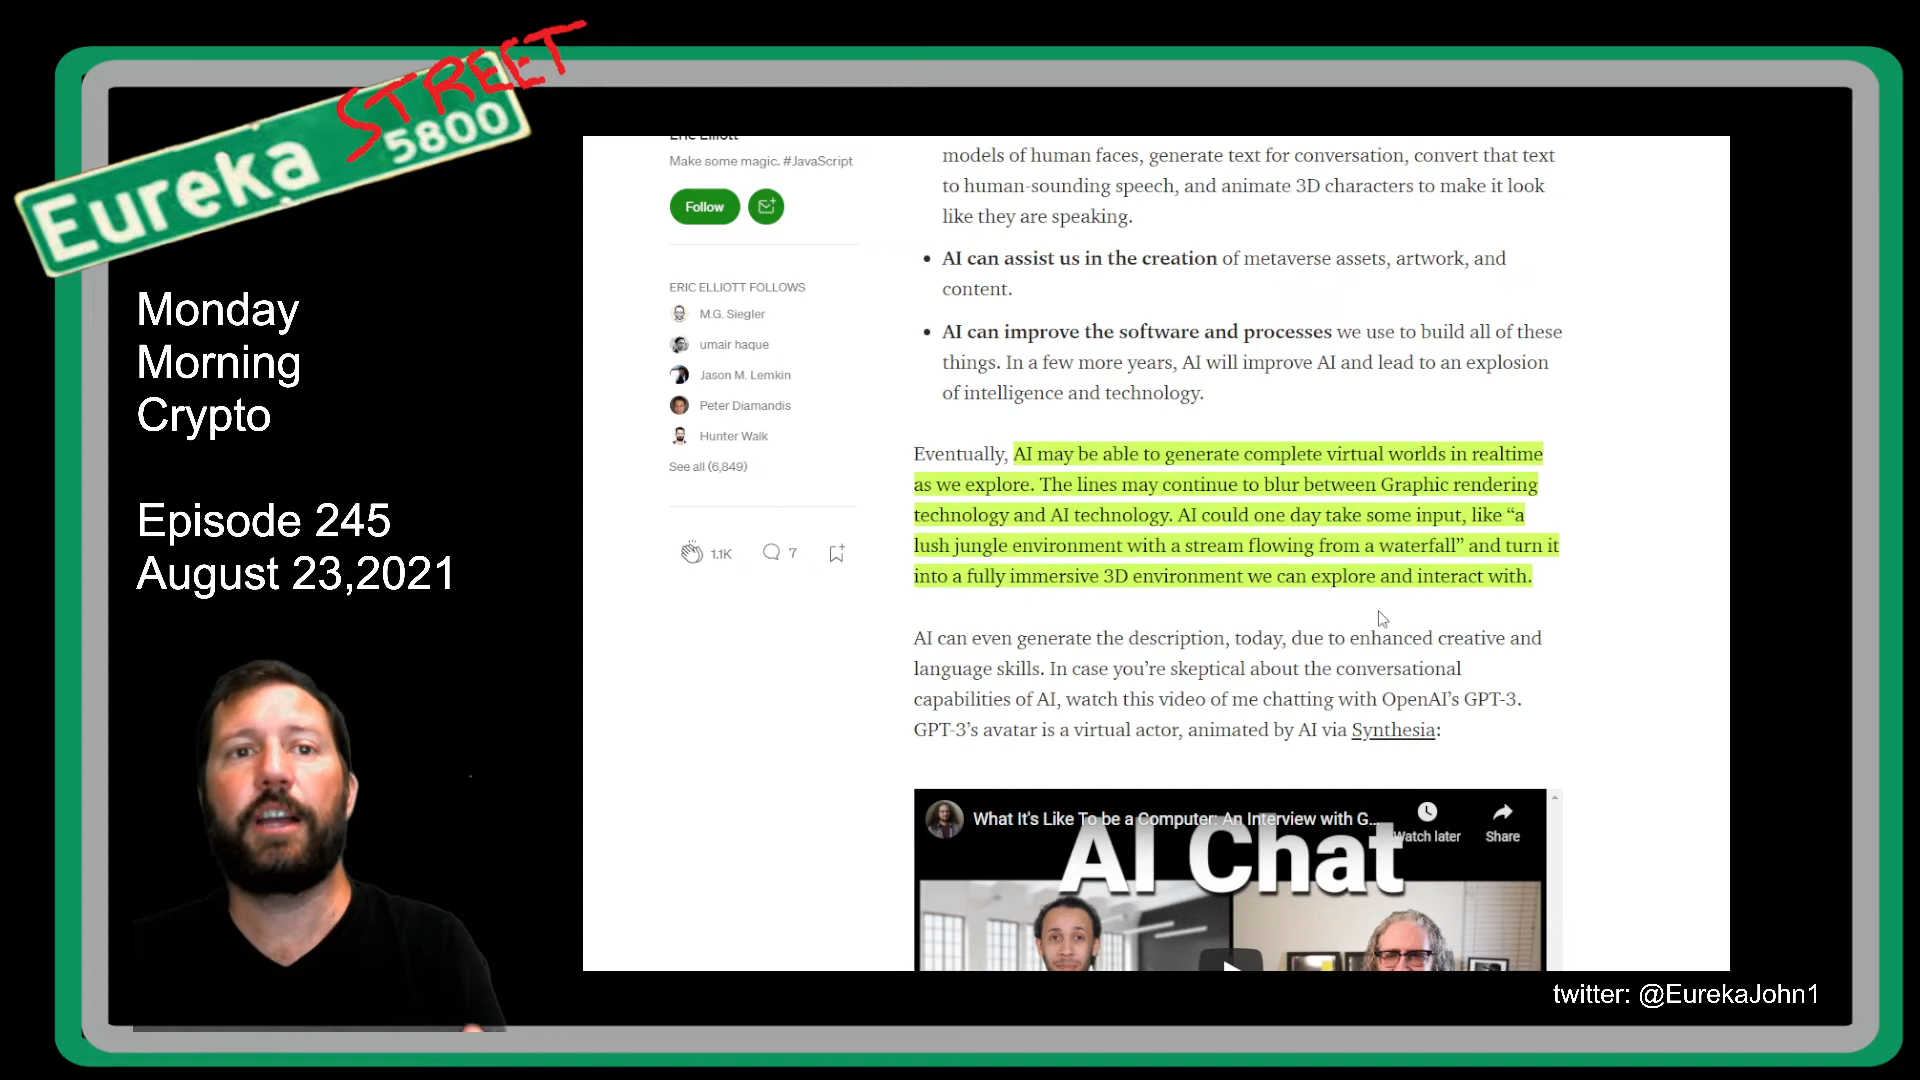 Eureka
STREET
5800
Monday
Morning
Crypto
Episode 245
August 23,2021
Eric Elliott
Make some magic. #JavaScript
Follow
ERIC ELLIOTT FOLLOWS
M.G. Siegler
umair haque
Jason M. Lemkin
Peter Diamandis
Hunter Walk
See all (6,849)
1.1K
7
models of human faces, generate text for conversation, convert that text
to human-sounding speech, and animate 3D characters to make it look
like they are speaking.
• AI can assist us in the creation of metaverse assets, artwork, and
content.
• AI can improve the software and processes we use to build all of these
things. In a few more years, AI will improve AI and lead to an explosion
of intelligence and technology.
Eventually, AI may be able to generate complete virtual worlds in realtime
as we explore. The lines may continue to blur between Graphic rendering
technology and AI technology. AI could one day take some input, like “a
lush jungle environment with a stream flowing from a waterfall” and turn it
into a fully immersive 3D environment we can explore and interact with.
AI can even generate the description, today, due to enhanced creative and
language skills. In case you’re skeptical about the conversational
capabilities of AI, watch this video of me chatting with OpenAI’s GPT-3.
GPT-3’s avatar is a virtual actor, animated by AI via Synthesia:
What It's Like To be a Computer: An Interview with G...
Watch later
Share
AI Chat
twitter: @EurekaJohn1